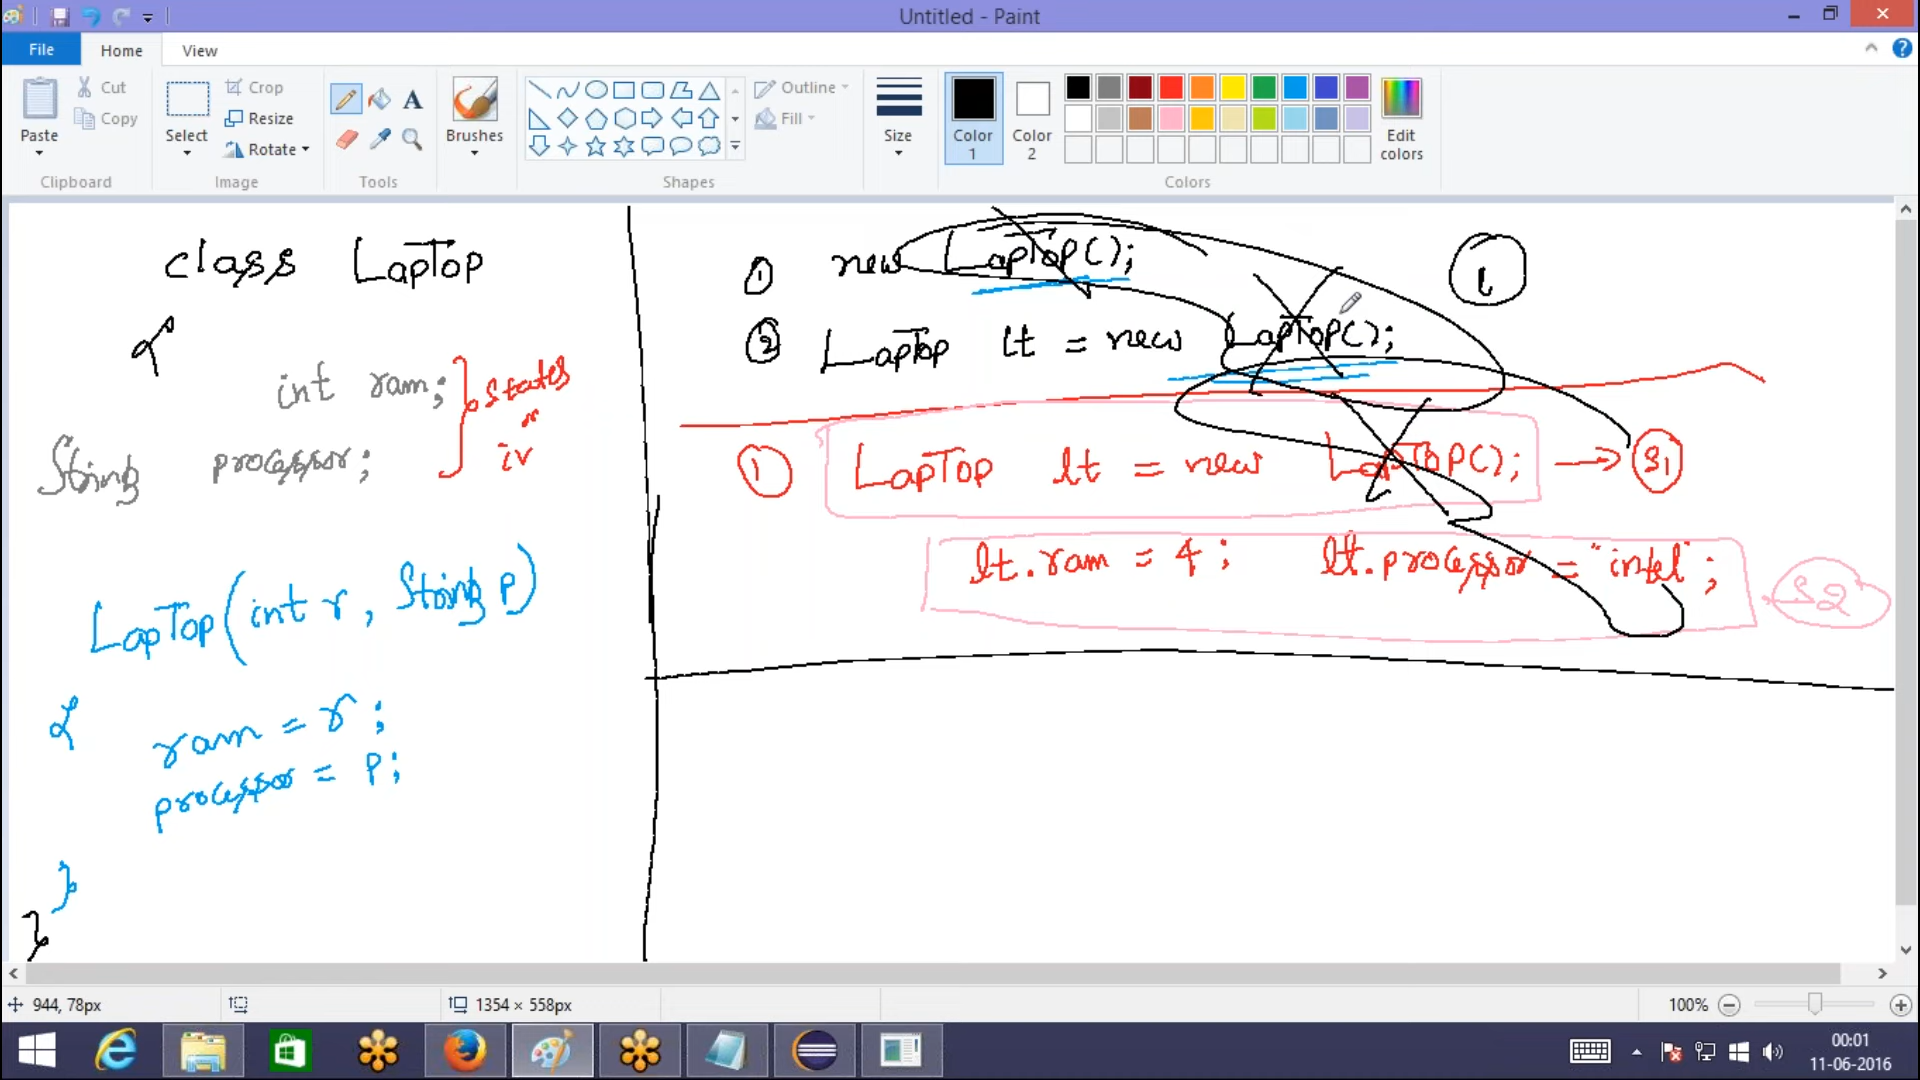 Untitled - Paint
File
Home
View
Paste
Cut
Copy
Clipboard
Select
Crop
Resize
Rotate
Image
A
Tools
Brushes
Shapes
Outline
Fill
Size
Color 1
Color 2
Edit colors
Colors
class LapTop
{
int ram;
String processor;
} states
or
iv
LapTop(int r, String p)
{
ram = r;
processor = p;
}
}
① new LapTop();
② LapTop lt = new LapTop();
①
① LapTop lt = new LapTop(); → S1
lt.ram = 4; lt.processor = "intel"; S2
944, 78px
1354 × 558px
100%
00:01
11-06-2016